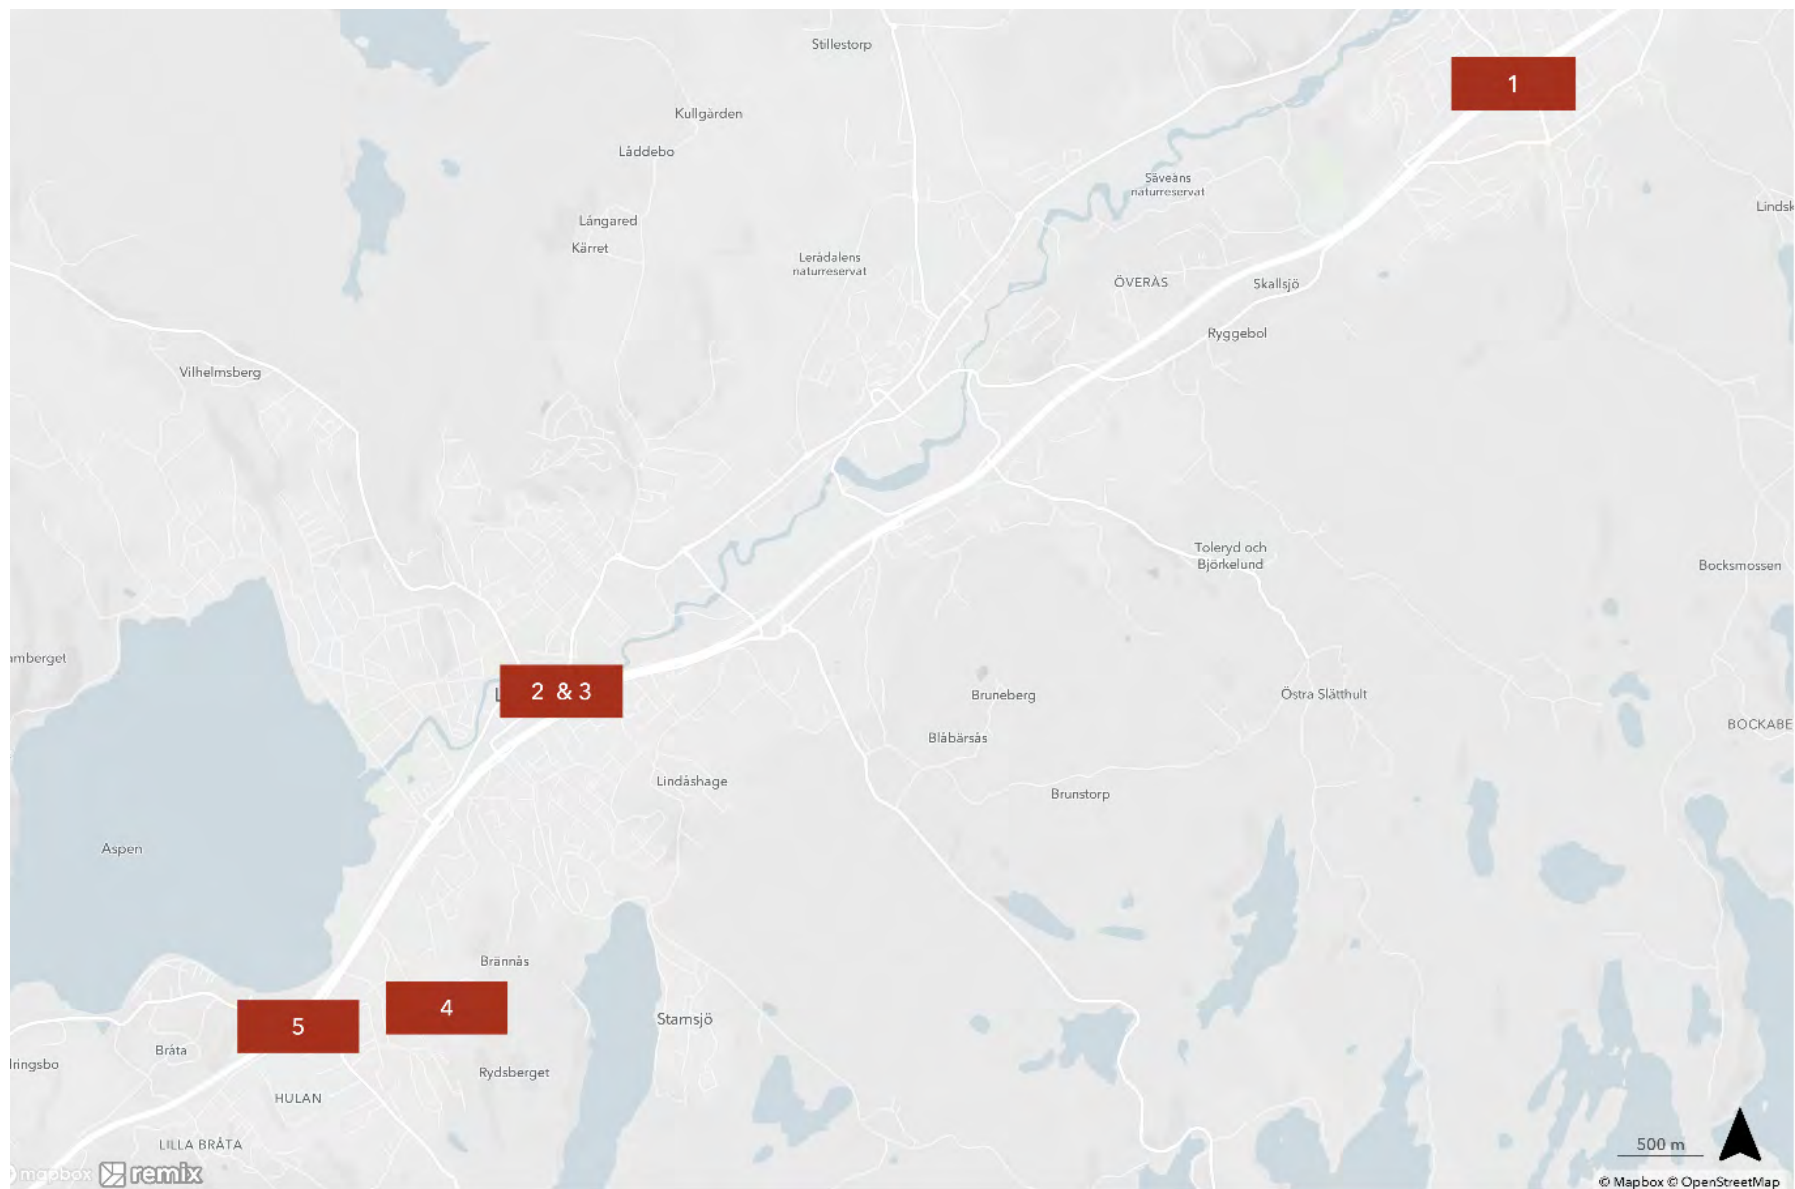 Stillestorp
1
Kullgården
Låddebo
Säveåns
naturreservat
Lindsk
Långared
Kärret
Lerådalens
naturreservat
ÖVERÅS
Skallsjö
Ryggebol
Vilhelmsberg
Toleryd och
Björkelund
Bocksmossen
amberget
L
2 & 3
Bruneberg
Östra Slätthult
BOCKABE
Blåbärsås
Lindåshage
Brunstorp
Aspen
Brännås
4
5
Stamsjö
Bråta
lringsbo
Rydsberget
HULAN
LILLA BRÅTA
500 m
mapbox remix
© Mapbox © OpenStreetMap